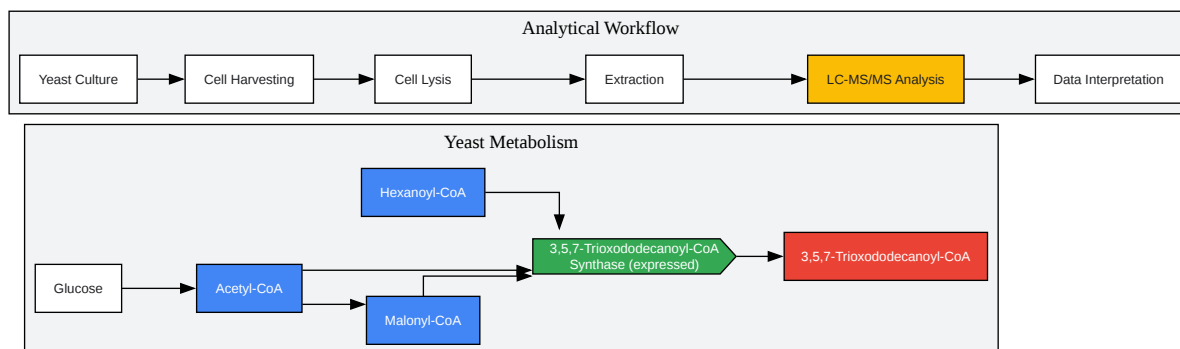 Analytical Workflow
Yeast Culture
Cell Harvesting
Cell Lysis
Extraction
LC-MS/MS Analysis
Data Interpretation
Yeast Metabolism
Hexanoyl-CoA
3,5,7-Trioxododecanoyl-CoA
Synthase (expressed)
3,5,7-Trioxododecanoyl-CoA
Glucose
Acetyl-CoA
Malonyl-CoA